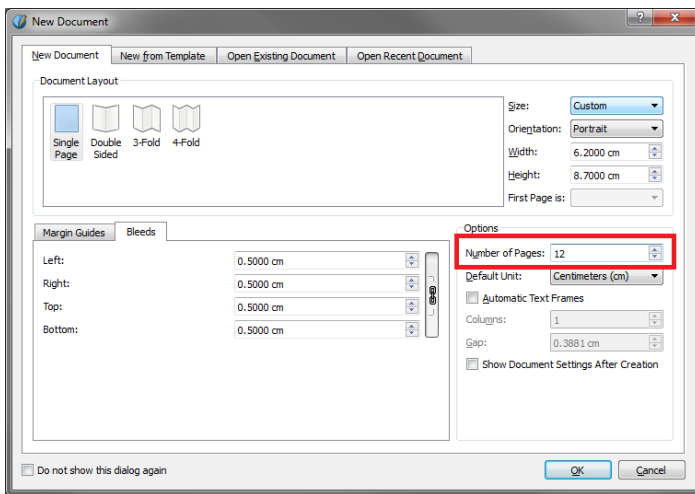 New Document
New Document
New from Template
Open Existing Document
Open Recent Document
Document Layout
Single Page
Double Sided
3-Fold
4-Fold
Size: Custom
Orientation: Portrait
Width: 6.2000 cm
Height: 8.7000 cm
First Page is:
Margin Guides
Bleeds
Left: 0.5000 cm
Right: 0.5000 cm
Top: 0.5000 cm
Bottom: 0.5000 cm
Options
Number of Pages: 12
Default Unit: Centimeters (cm)
Automatic Text Frames
Columns: 1
Gap: 0.3881 cm
Show Document Settings After Creation
Do not show this dialog again
OK
Cancel